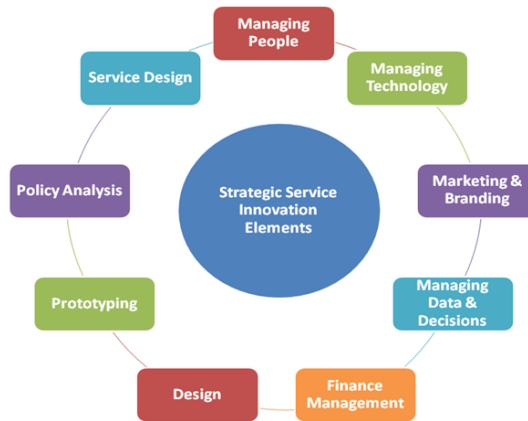 Managing
People
Managing
Technology
Marketing &
Branding
Managing
Data &
Decisions
Finance
Management
Design
Prototyping
Policy Analysis
Service Design
Strategic Service
Innovation
Elements